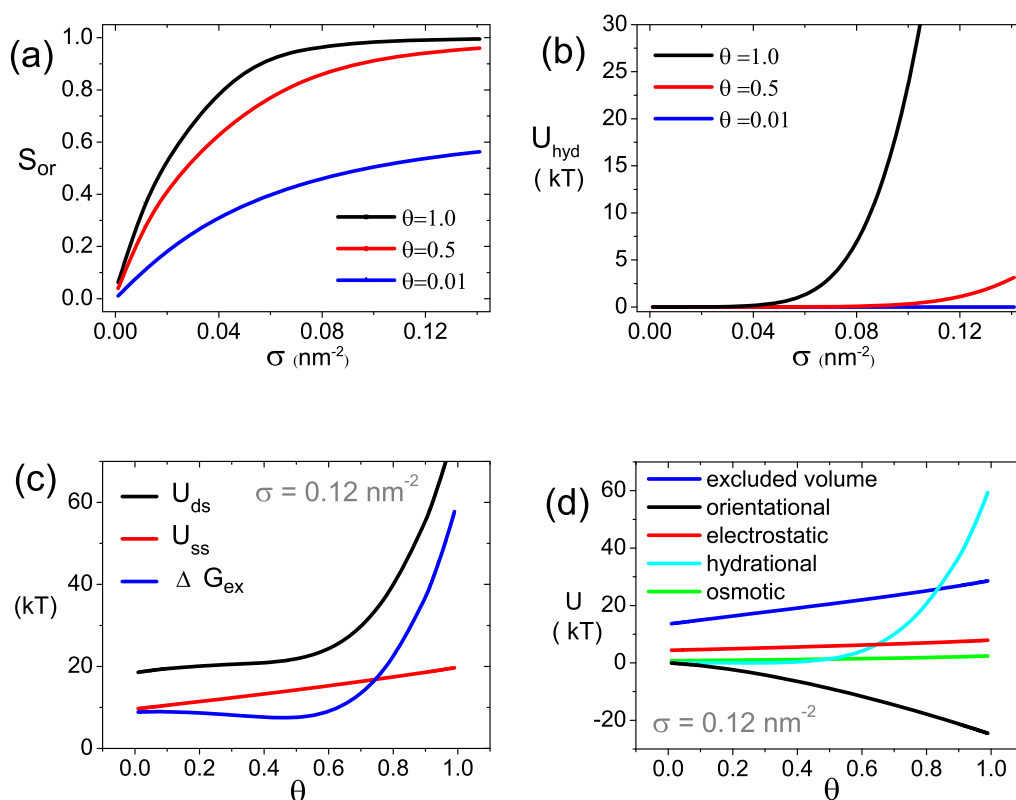 (a)
1.0
0.8
0.6
0.4
0.2
0.0
S_or
θ=1.0
θ=0.5
θ=0.01
0.00 0.04 0.08 0.12
σ (nm⁻²)
(b)
30
25
20
15
10
5
0
U_hyd
( kT)
θ =1.0
θ =0.5
θ =0.01
0.00 0.04 0.08 0.12
σ (nm⁻²)
(c)
60
40
20
0
(kT)
U_ds
U_ss
Δ G_ex
σ = 0.12 nm⁻²
0.0 0.2 0.4 0.6 0.8 1.0
θ
(d)
60
40
20
0
-20
U
( kT)
excluded volume
orientational
electrostatic
hydrational
osmotic
σ = 0.12 nm⁻²
0.0 0.2 0.4 0.6 0.8 1.0
θ